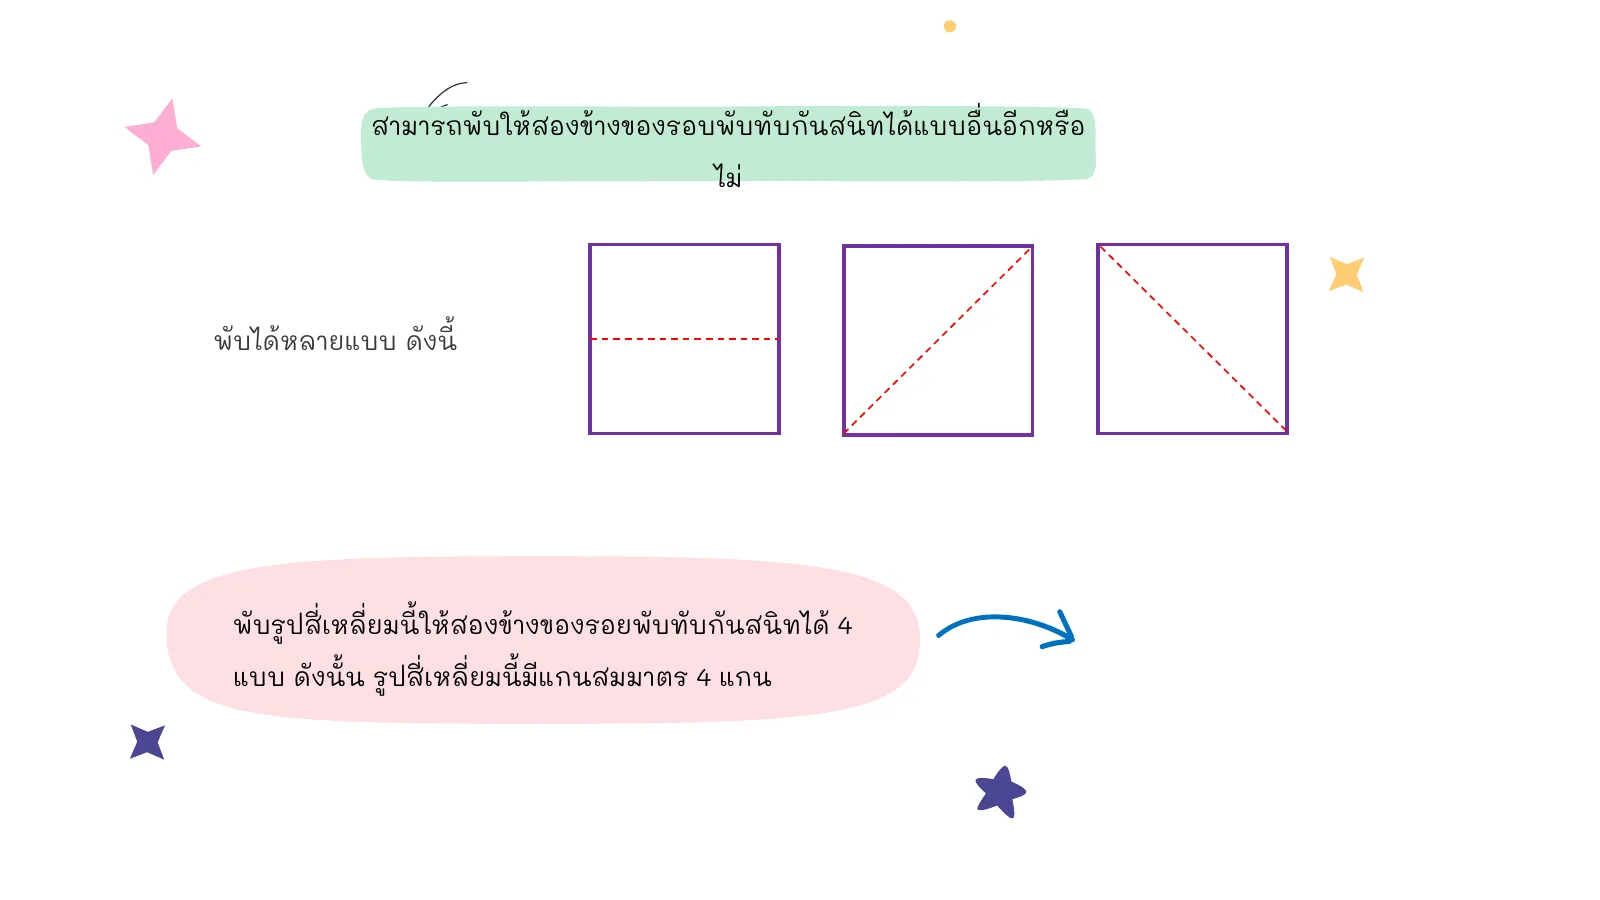 สามารถพับให้สองข้างของรอบพับทับกันสนิทได้แบบอื่นอีกหรือ
ไม่
พับได้หลายแบบ ดังนี้
พับรูปสี่เหลี่ยมนี้ให้สองข้างของรอยพับทับกันสนิทได้ 4
แบบ ดังนั้น รูปสี่เหลี่ยมนี้มีแกนสมมาตร 4 แกน